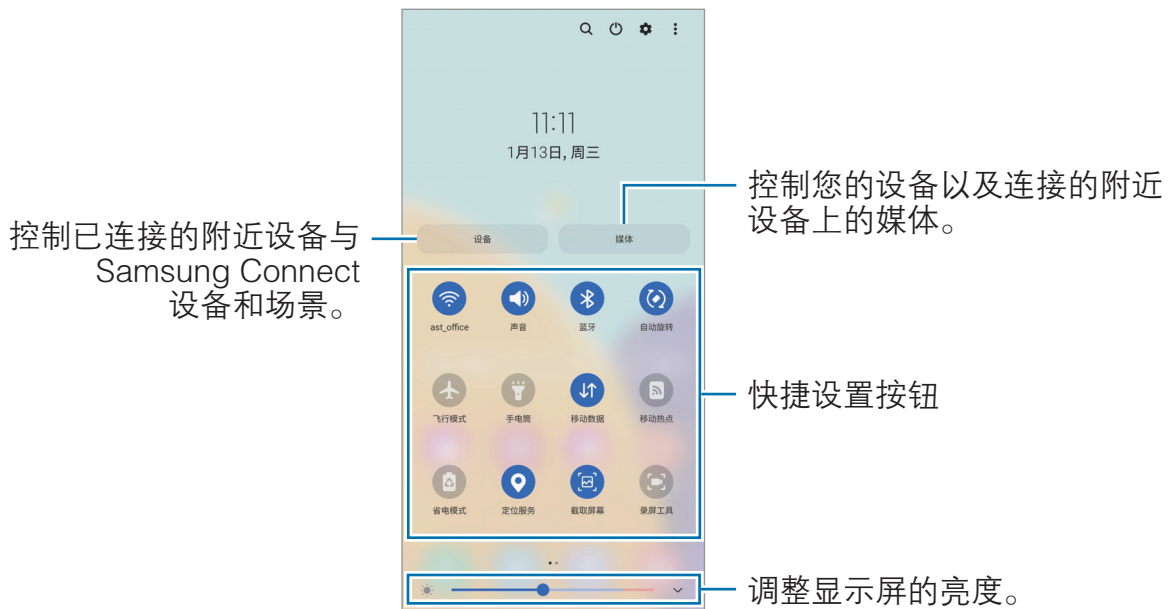 11:11
1月13日, 周三
控制您的设备以及连接的附近
设备上的媒体。
控制已连接的附近设备与
Samsung Connect
设备和场景。
设备
媒体
ast_office
声音
蓝牙
自动旋转
飞行模式
手电筒
移动数据
移动热点
快捷设置按钮
省电模式
定位服务
截取屏幕
录屏工具
调整显示屏的亮度。